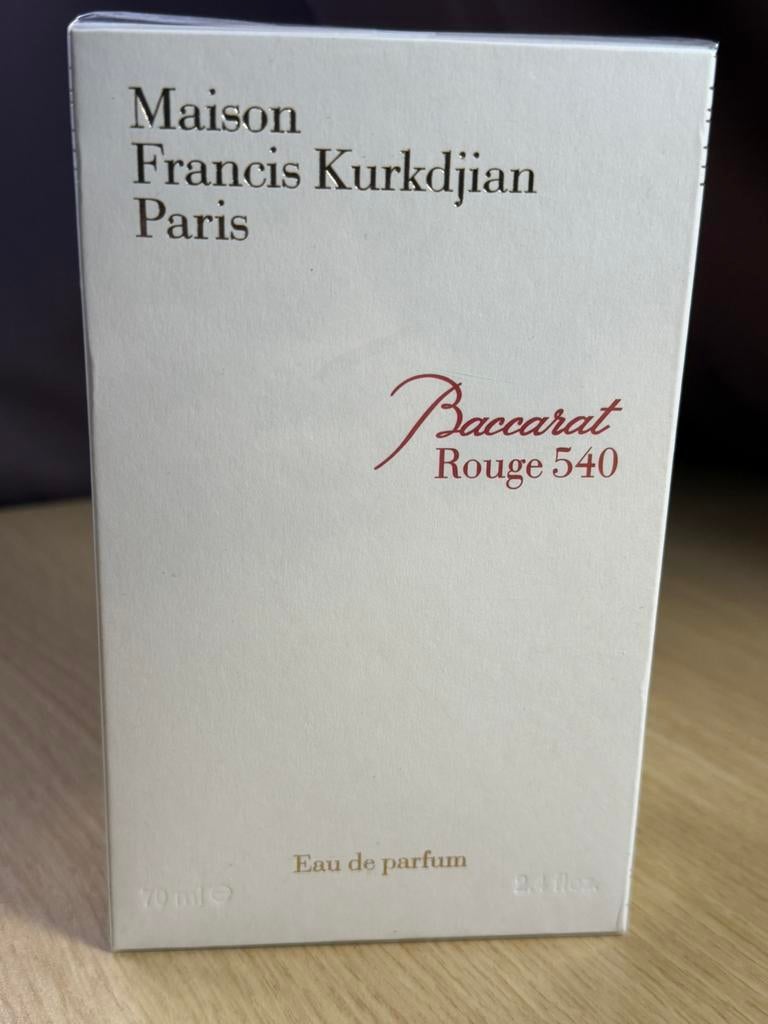 Maison
Francis Kurkdjian
Paris
Baccarat
Rouge 540
Eau de parfum
70 ml ℮
2.4 fl.oz.